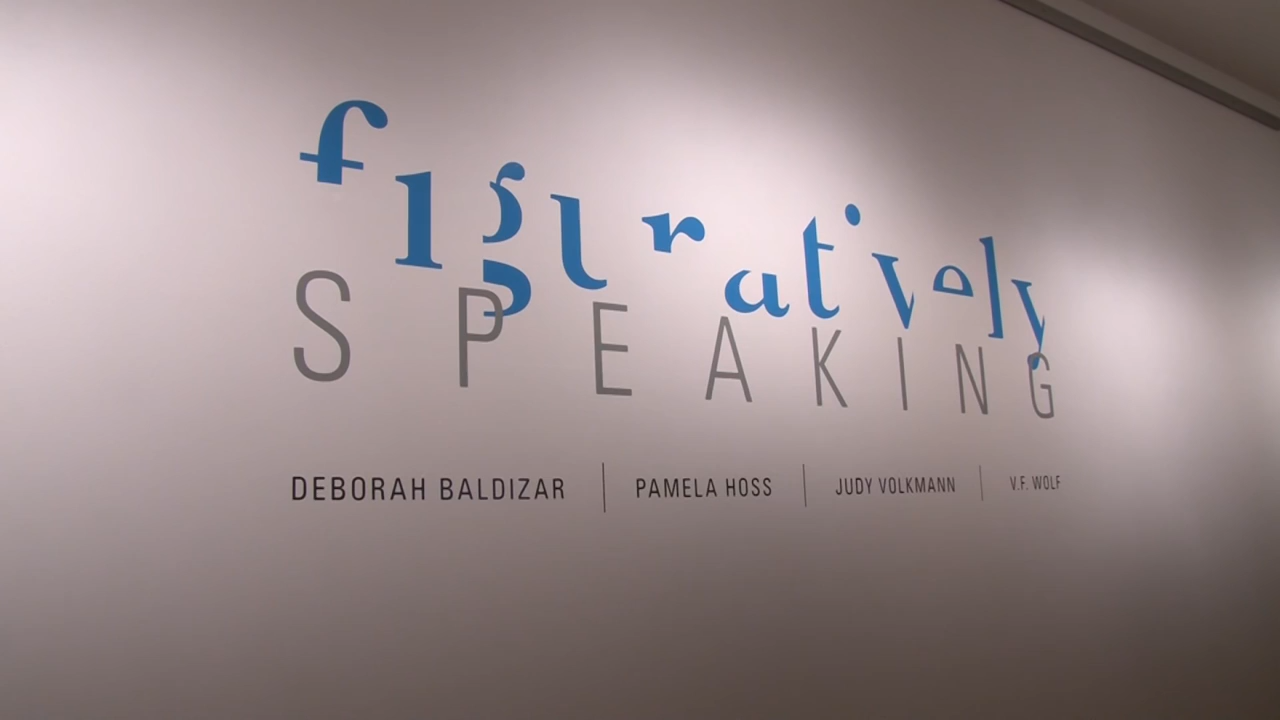 figuratively
SPEAKING
DEBORAH BALDIZAR | PAMELA HOSS | JUDY VOLKMANN | V.F. WOLF